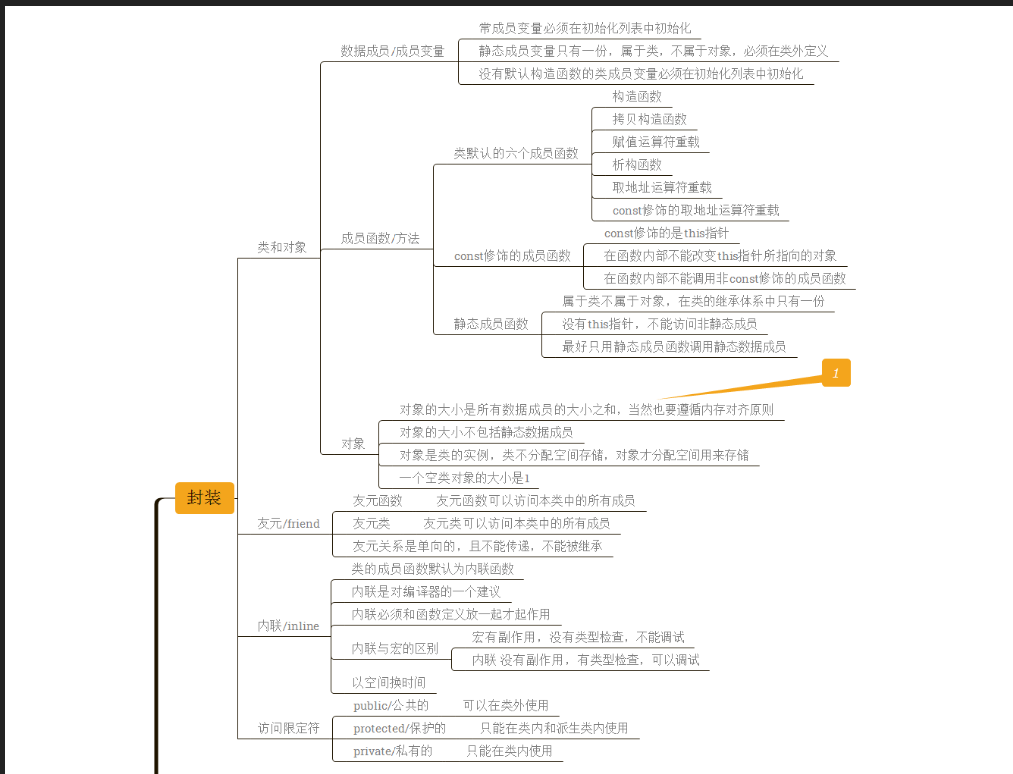 常成员变量必须在初始化列表中初始化
数据成员/成员变量
静态成员变量只有一份，属于类，不属于对象，必须在类外定义
没有默认构造函数的类成员变量必须在初始化列表中初始化
构造函数
拷贝构造函数
赋值运算符重载
类默认的六个成员函数
析构函数
取地址运算符重载
const修饰的取地址运算符重载
类和对象
成员函数/方法
const修饰的是this指针
const修饰的成员函数
在函数内部不能改变this指针所指向的对象
在函数内部不能调用非const修饰的成员函数
属于类不属于对象，在类的继承体系中只有一份
静态成员函数
没有this指针，不能访问非静态成员
最好只用静态成员函数调用静态数据成员
1
对象的大小是所有数据成员的大小之和，当然也要遵循内存对齐原则
对象的大小不包括静态数据成员
对象
对象是类的实例，类不分配空间存储，对象才分配空间用来存储
一个空类对象的大小是1
封装
友元函数 友元函数可以访问本类中的所有成员
友元/friend
友元类 友元类可以访问本类中的所有成员
友元关系是单向的，且不能传递，不能被继承
类的成员函数默认为内联函数
内联是对编译器的一个建议
内联必须和函数定义放一起才起作用
内联/inline
宏有副作用，没有类型检查，不能调试
内联与宏的区别
内联 没有副作用，有类型检查，可以调试
以空间换时间
public/公共的 可以在类外使用
访问限定符
protected/保护的 只能在类内和派生类内使用
private/私有的 只能在类内使用